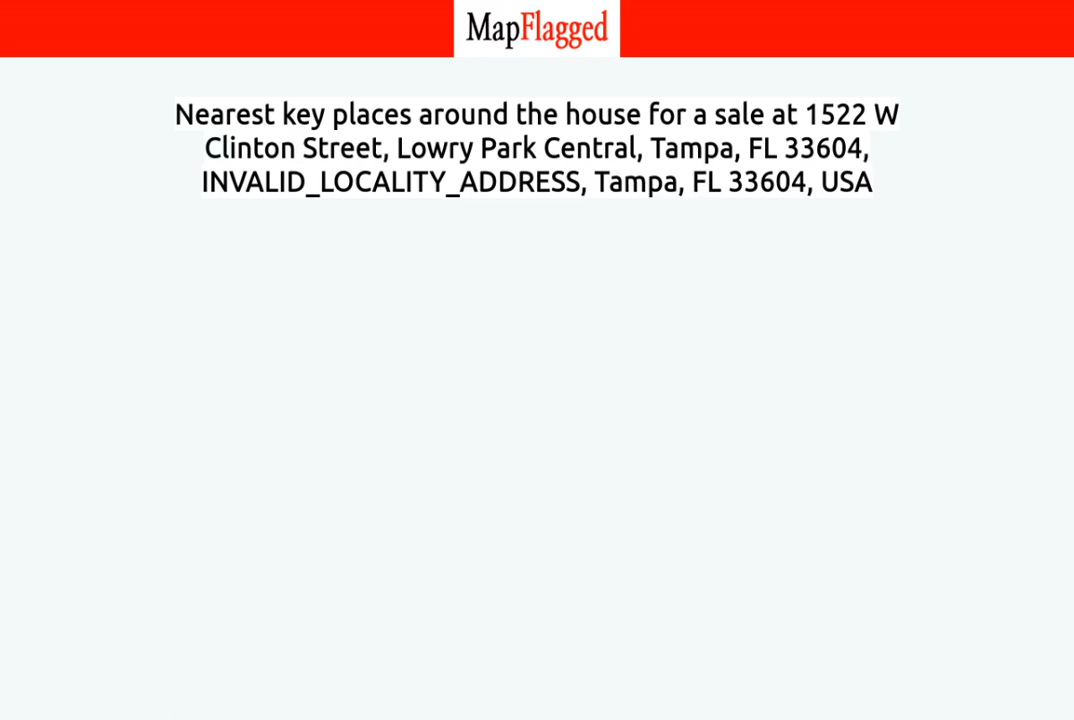 MapFlagged
Nearest key places around the house for a sale at 1522 W
Clinton Street, Lowry Park Central, Tampa, FL 33604,
INVALID_LOCALITY_ADDRESS, Tampa, FL 33604, USA